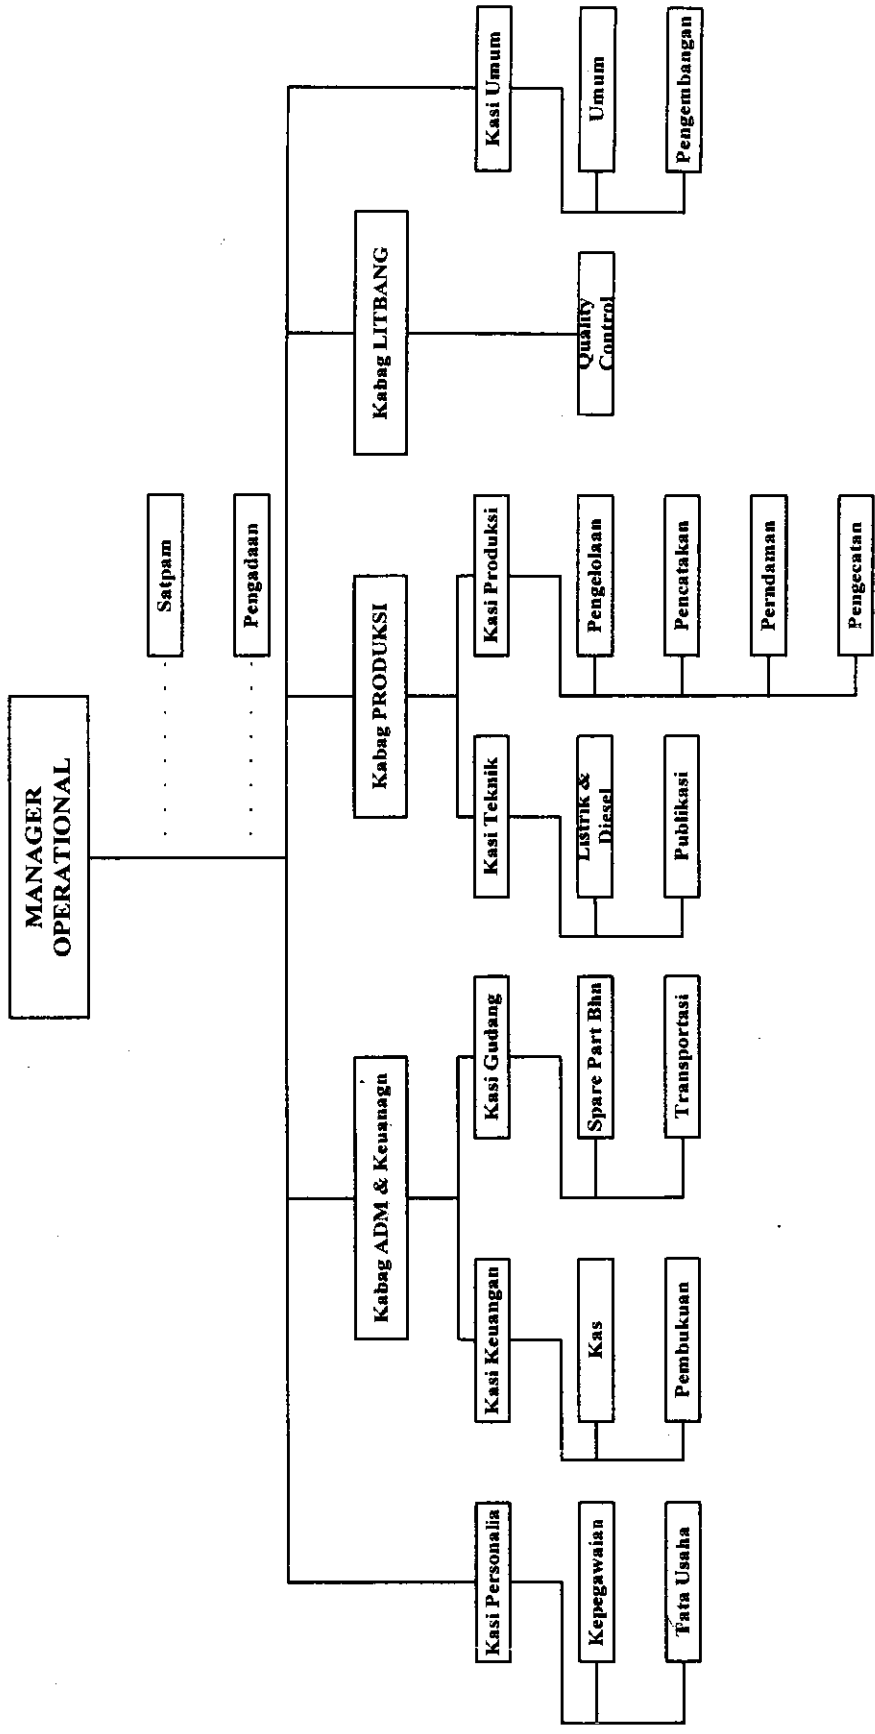 MANAGER
OPERATIONAL
Satpam
Pengadaan
Kabag ADM & Keuanagn
Kabag PRODUKSI
Kabag LITBANG
Kasi Personalia
Kasi Keuangan
Kasi Gudang
Kasi Teknik
Kasi Produksi
Kasi Umum
Kepegawaian
Kas
Spare Part Bhn
Listrik &
Diesel
Pengelolaan
Quality
Control
Umum
Tata Usaha
Pembukuan
Transportasi
Publikasi
Pencatakan
Pengembangan
Perndaman
Pengecatan